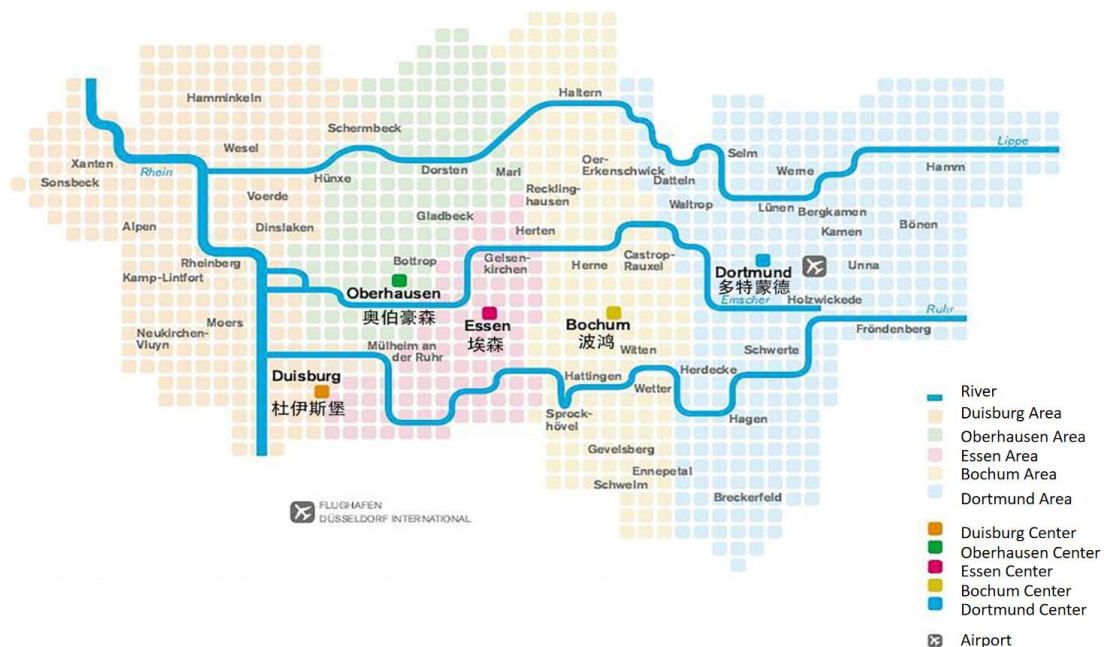 Haltern
Hamminkeln
Schermbeck
Lippe
Wesel
Selm
Xanten
Rhein
Hünxe
Dorsten
Marl
Oer-
Erkenschwick
Datteln
Werne
Hamm
Sonsbeck
Voerde
Reckling-
hausen
Waltrop
Lünen
Bergkamen
Alpen
Dinslaken
Gladbeck
Herten
Kamen
Bönen
Rheinberg
Bottrop
Gelsen-
kirchen
Herne
Castrop-
Rauxel
Dortmund
多特蒙德
Unna
Kamp-Lintfort
Oberhausen
奥伯豪森
Emscher
Holzwickede
Ruhr
Moers
Essen
埃森
Bochum
波鸿
Fröndenberg
Neukirchen-
Vluyn
Mülheim an
der Ruhr
Witten
Schwerte
Duisburg
杜伊斯堡
Hattingen
Wetter
Herdecke
Sprock-
hövel
Hagen
Gevelsberg
Ennepetal
Schwelm
Breckerfeld
FLUGHAFEN
DÜSSELDORF INTERNATIONAL
River
Duisburg Area
Oberhausen Area
Essen Area
Bochum Area
Dortmund Area
Duisburg Center
Oberhausen Center
Essen Center
Bochum Center
Dortmund Center
Airport